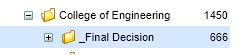 College of Engineering 1450
_Final Decision 666